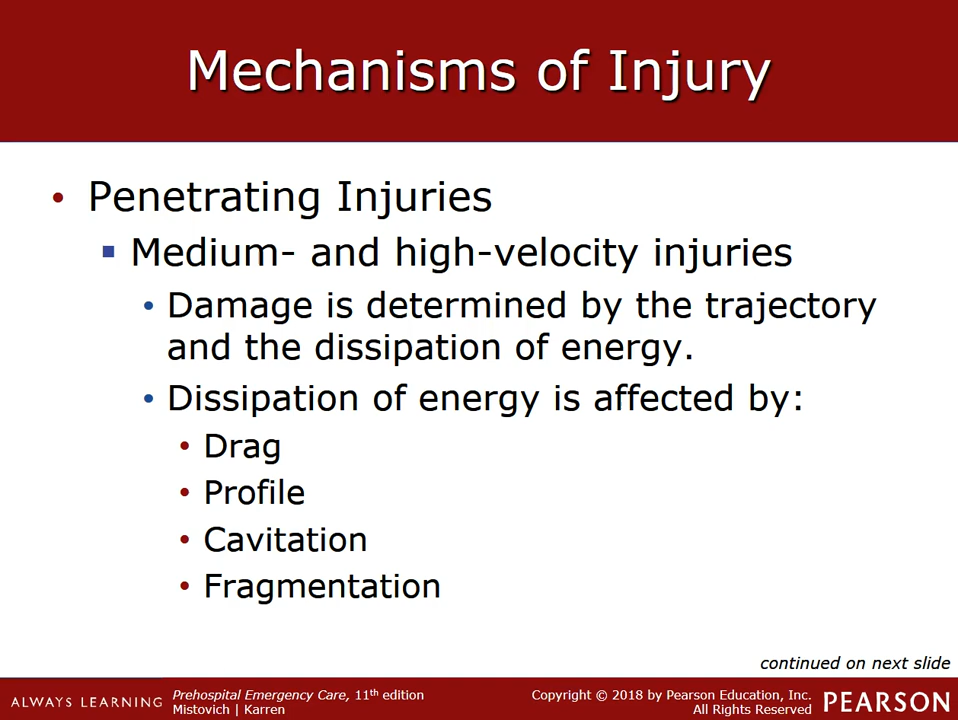 Mechanisms of Injury
• Penetrating Injuries
▪ Medium- and high-velocity injuries
• Damage is determined by the trajectory
and the dissipation of energy.
• Dissipation of energy is affected by:
• Drag
• Profile
• Cavitation
• Fragmentation
continued on next slide
ALWAYS LEARNING
Prehospital Emergency Care, 11th edition
Mistovich | Karren
Copyright © 2018 by Pearson Education, Inc.
All Rights Reserved
PEARSON